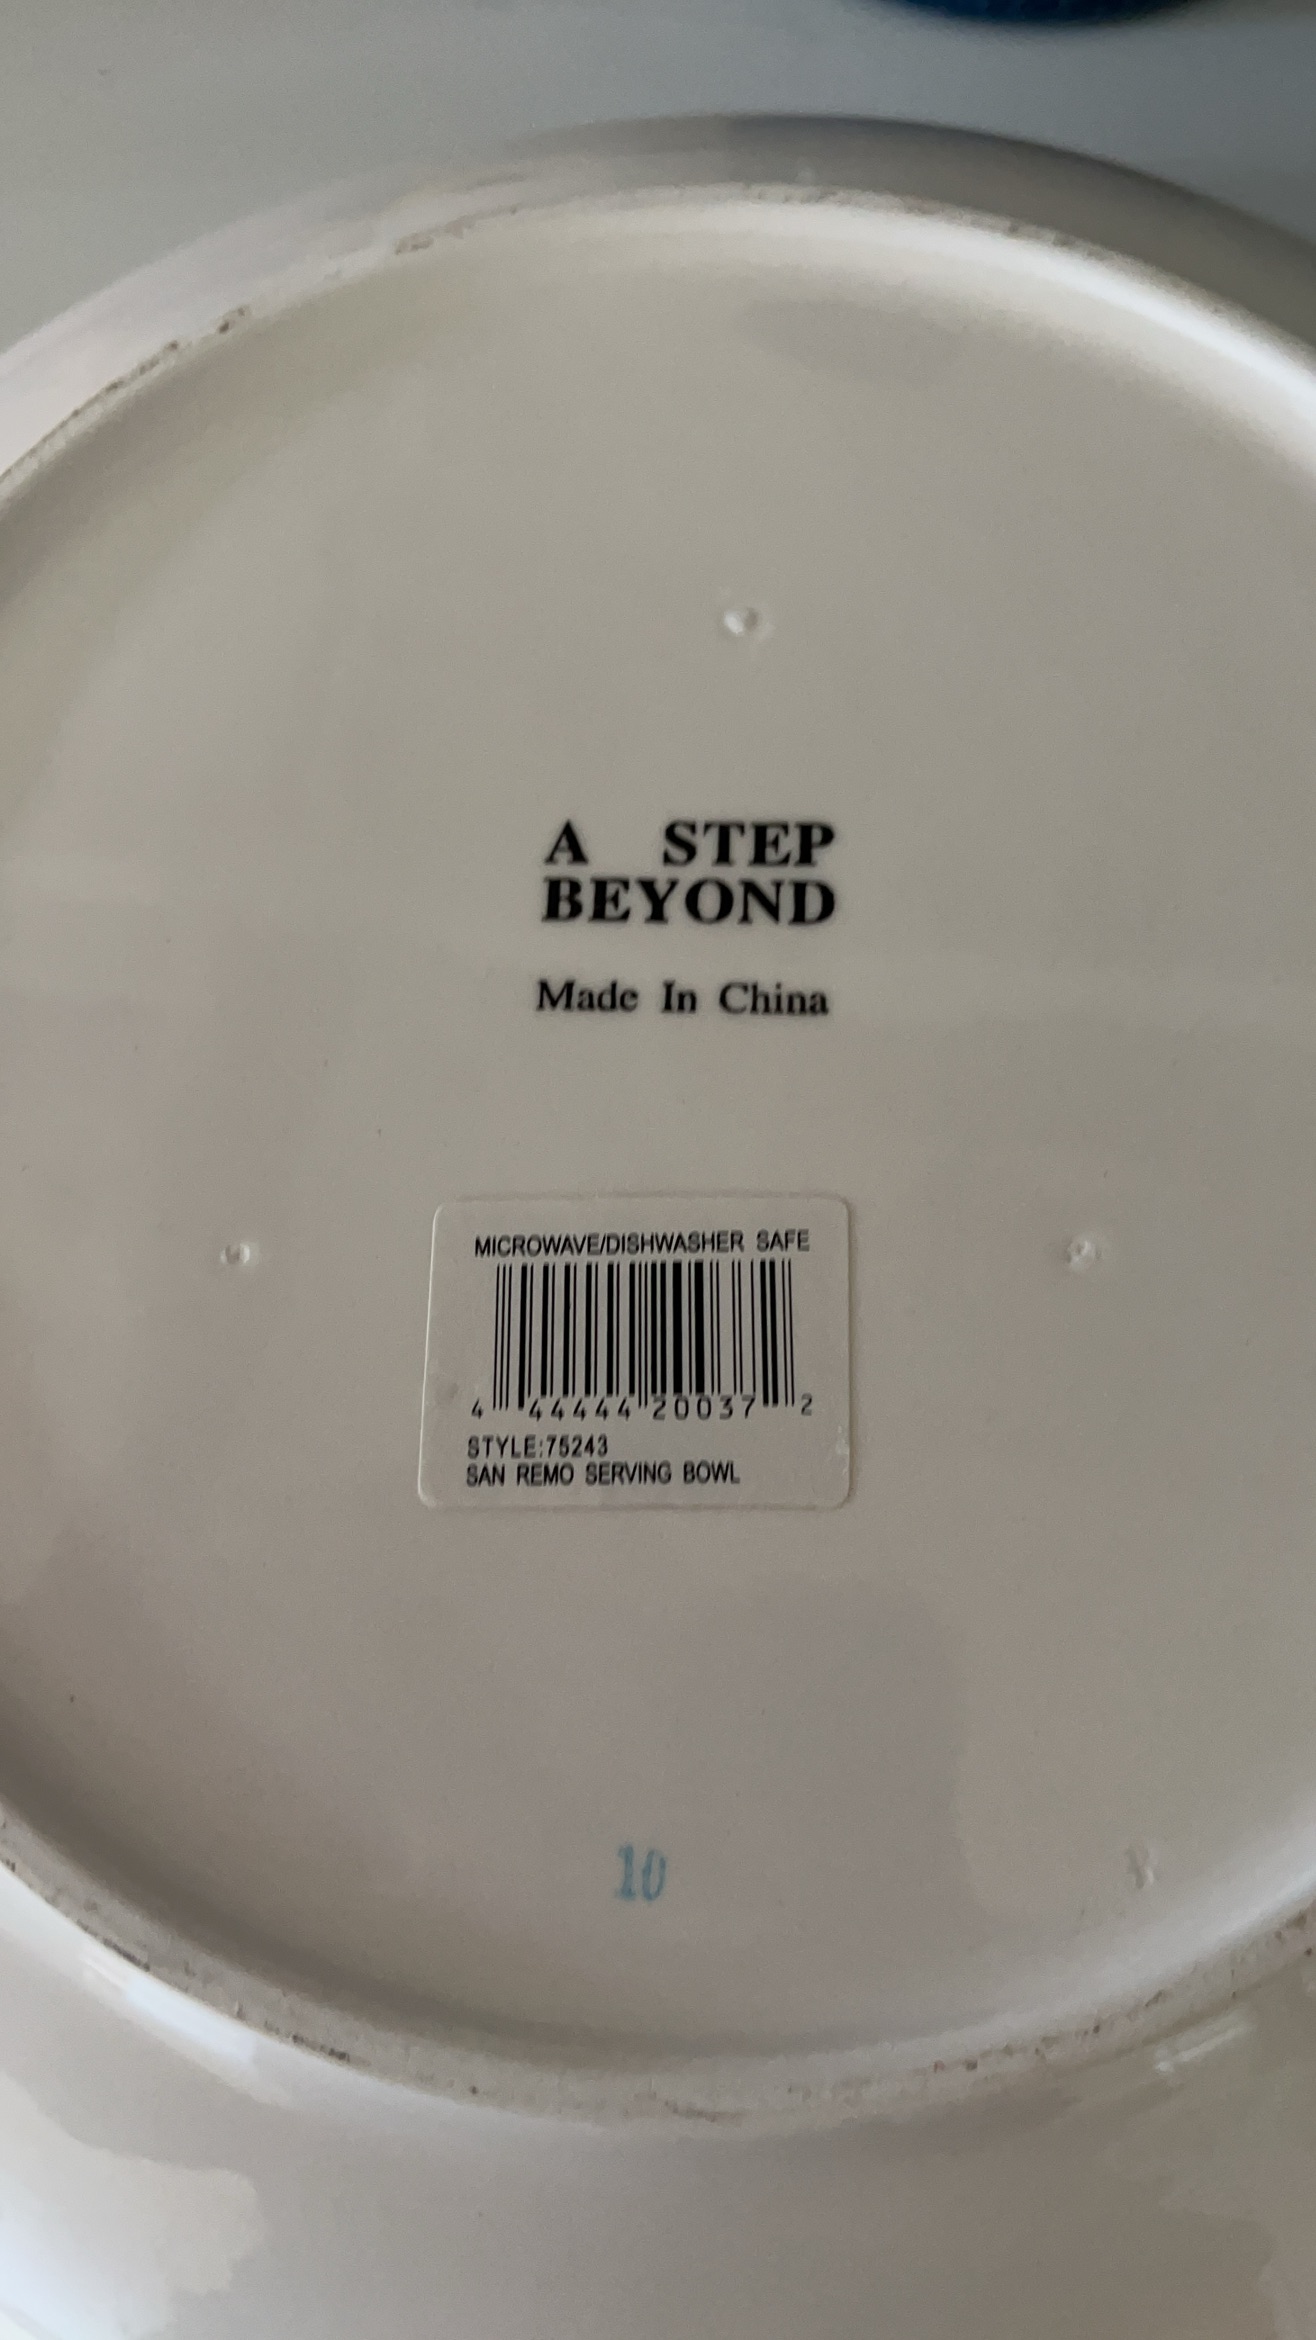 A STEP
BEYOND
Made In China
MICROWAVE/DISHWASHER SAFE
4 44444 20037 2
STYLE:75243
SAN REMO SERVING BOWL
10